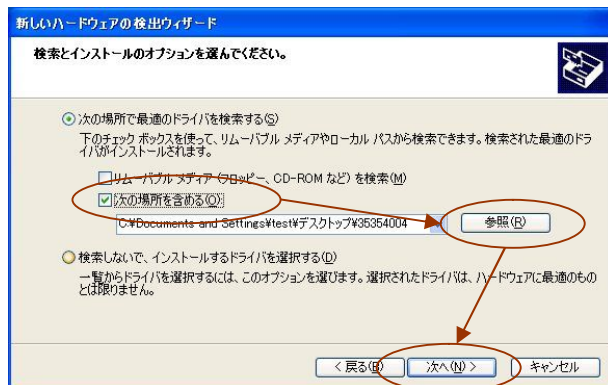 新しいハードウェアの検出ウィザード
検索とインストールのオプションを選んでください。
次の場所で最適のドライバを検索する(S)
下のチェック ボックスを使って、リムーバブル メディアやローカル パスから検索できます。検索された最適のドラ
イバがインストールされます。
リムーバブル メディア (フロッピー、CD-ROM など) を検索(M)
次の場所を含める(O):
C:¥Documents and Settings¥test¥デスクトップ¥35354004
参照(R)
検索しないで、インストールするドライバを選択する(D)
一覧からドライバを選択するには、このオプションを選びます。選択されたドライバは、ハードウェアに最適のもの
とは限りません。
< 戻る(B)
次へ(N) >
キャンセル